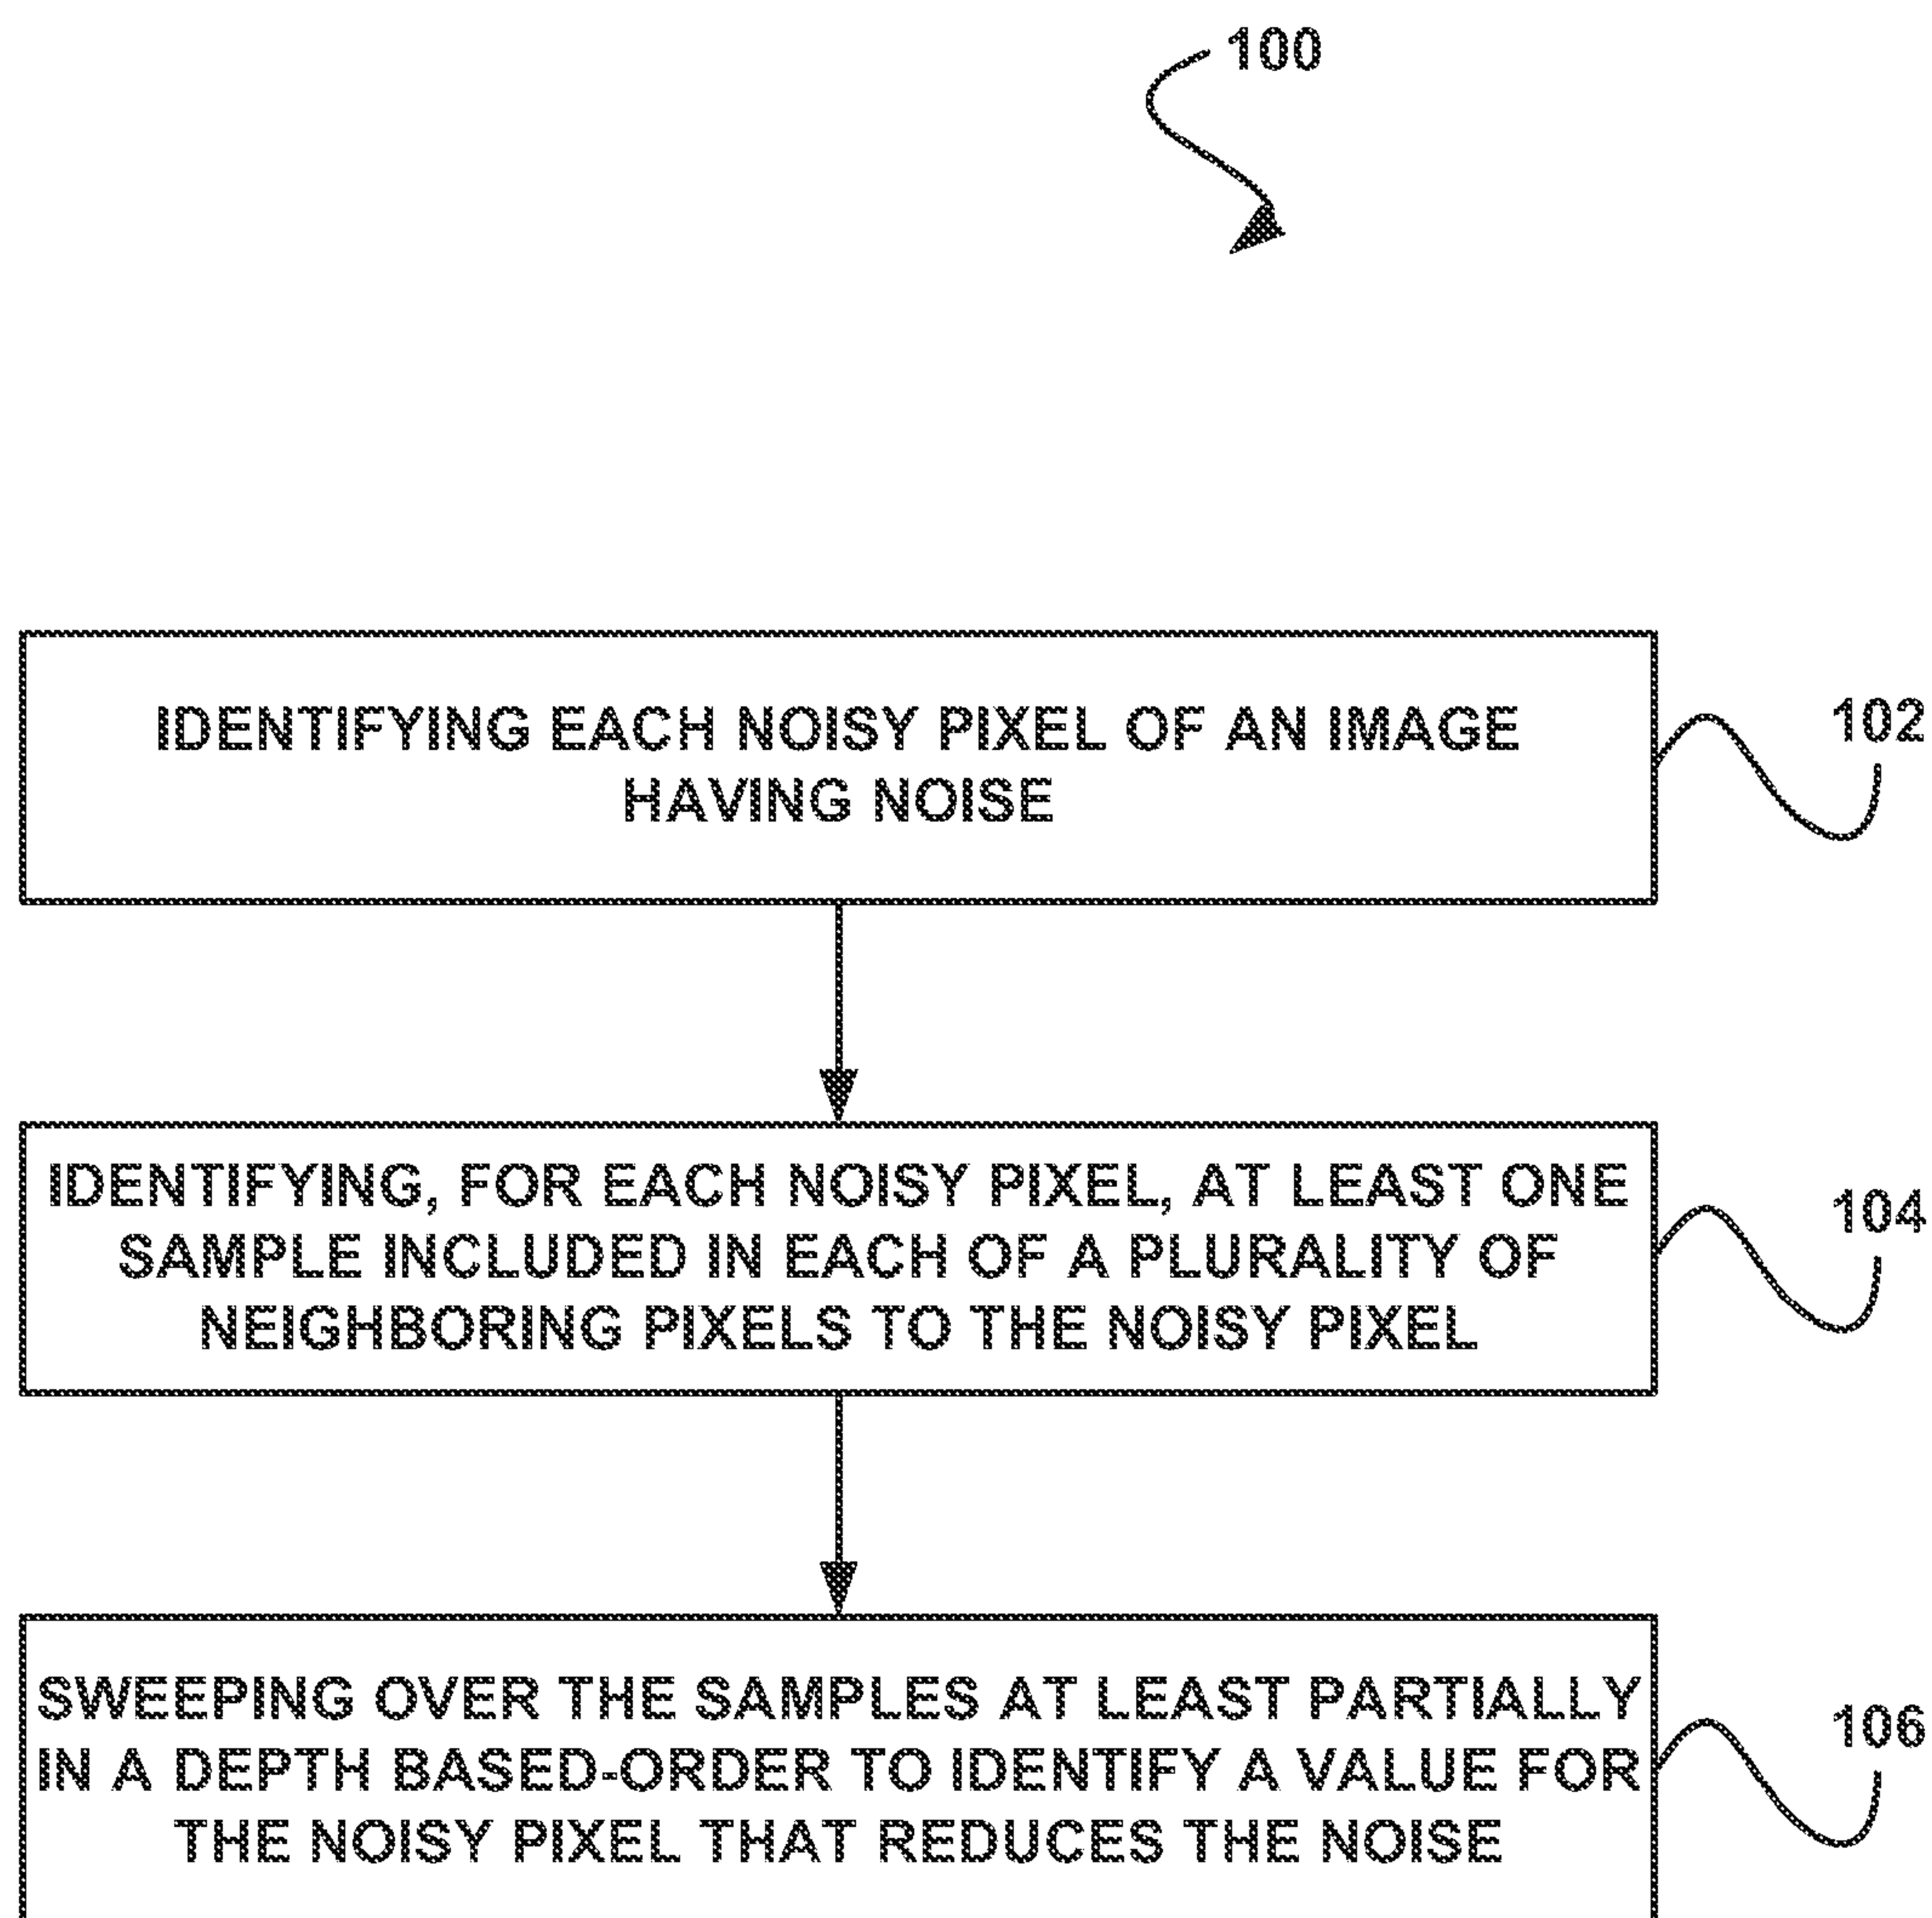 100
IDENTIFYING EACH NOISY PIXEL OF AN IMAGE
HAVING NOISE
102
IDENTIFYING, FOR EACH NOISY PIXEL, AT LEAST ONE
SAMPLE INCLUDED IN EACH OF A PLURALITY OF
NEIGHBORING PIXELS TO THE NOISY PIXEL
104
SWEEPING OVER THE SAMPLES AT LEAST PARTIALLY
IN A DEPTH BASED-ORDER TO IDENTIFY A VALUE FOR
THE NOISY PIXEL THAT REDUCES THE NOISE
106